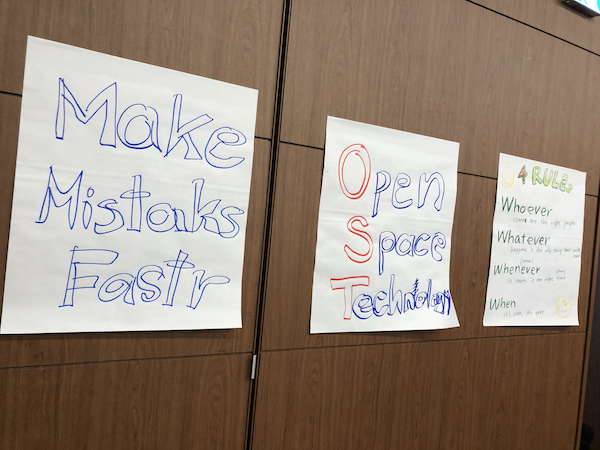 Make
Mistaks
Fastr
Open
Space
Technology
4 RULEs
Whoever
comes are the right people
Whatever
happens is the only thing that could have
Whenever
it starts is the right time
When
it's over, it's over